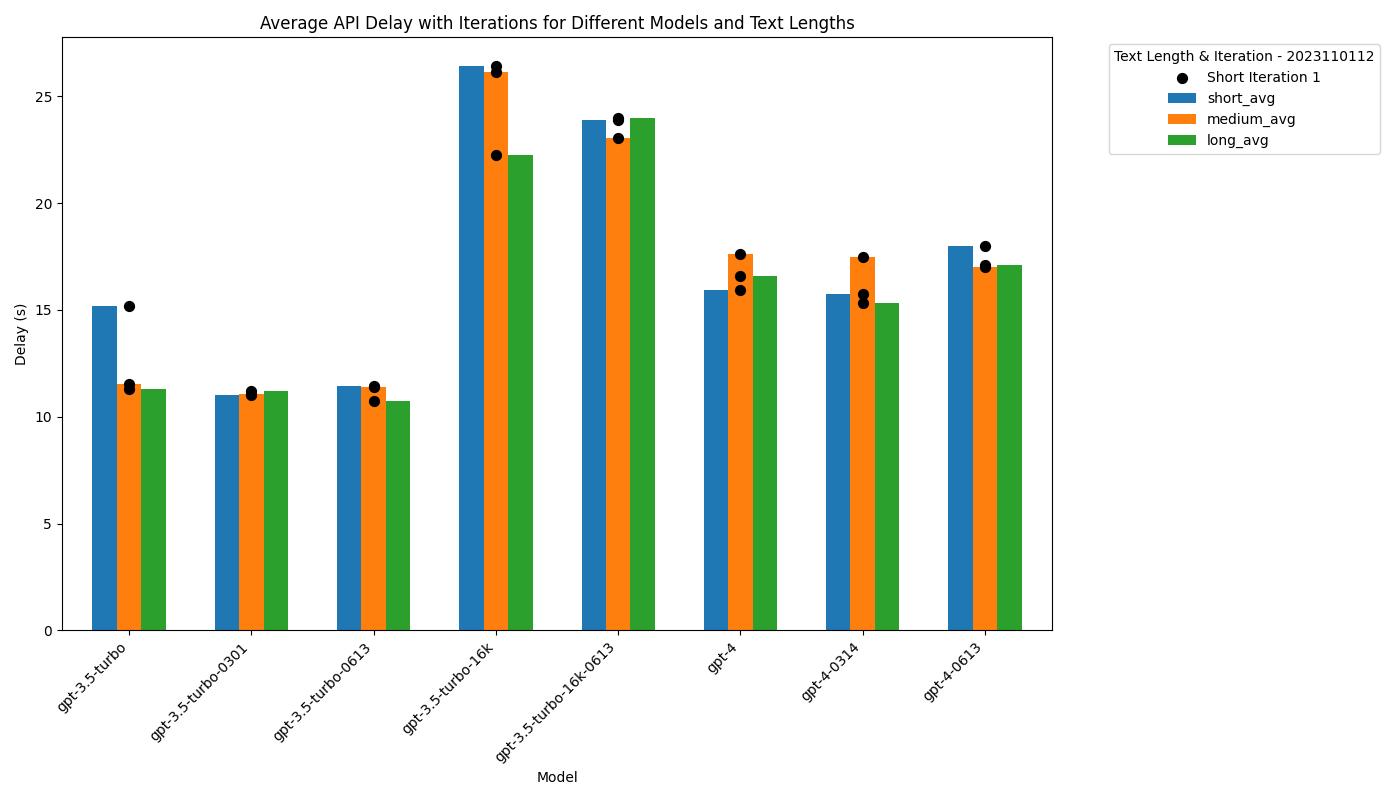 Average API Delay with Iterations for Different Models and Text Lengths
Text Length & Iteration - 2023110112
Short Iteration 1
short_avg
medium_avg
long_avg
Delay (s)
25
20
15
10
5
0
gpt-3.5-turbo
gpt-3.5-turbo-0301
gpt-3.5-turbo-0613
gpt-3.5-turbo-16k
gpt-3.5-turbo-16k-0613
gpt-4
gpt-4-0314
gpt-4-0613
Model